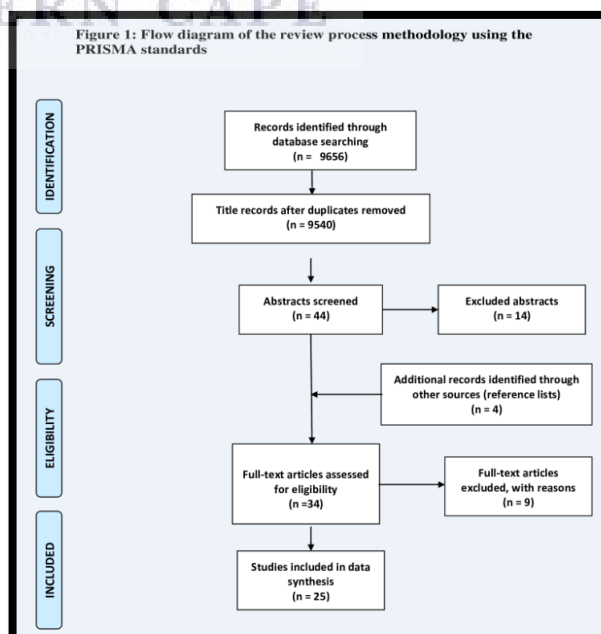 ERN CAPE
Figure 1: Flow diagram of the review process methodology using the
PRISMA standards
IDENTIFICATION
Records identified through
database searching
(n = 9656)
Title records after duplicates removed
(n = 9540)
SCREENING
Abstracts screened
(n = 44)
Excluded abstracts
(n = 14)
Additional records identified through
other sources (reference lists)
(n = 4)
ELIGIBILITY
Full-text articles assessed
for eligibility
(n =34)
Full-text articles
excluded, with reasons
(n = 9)
INCLUDED
Studies included in data
synthesis
(n = 25)